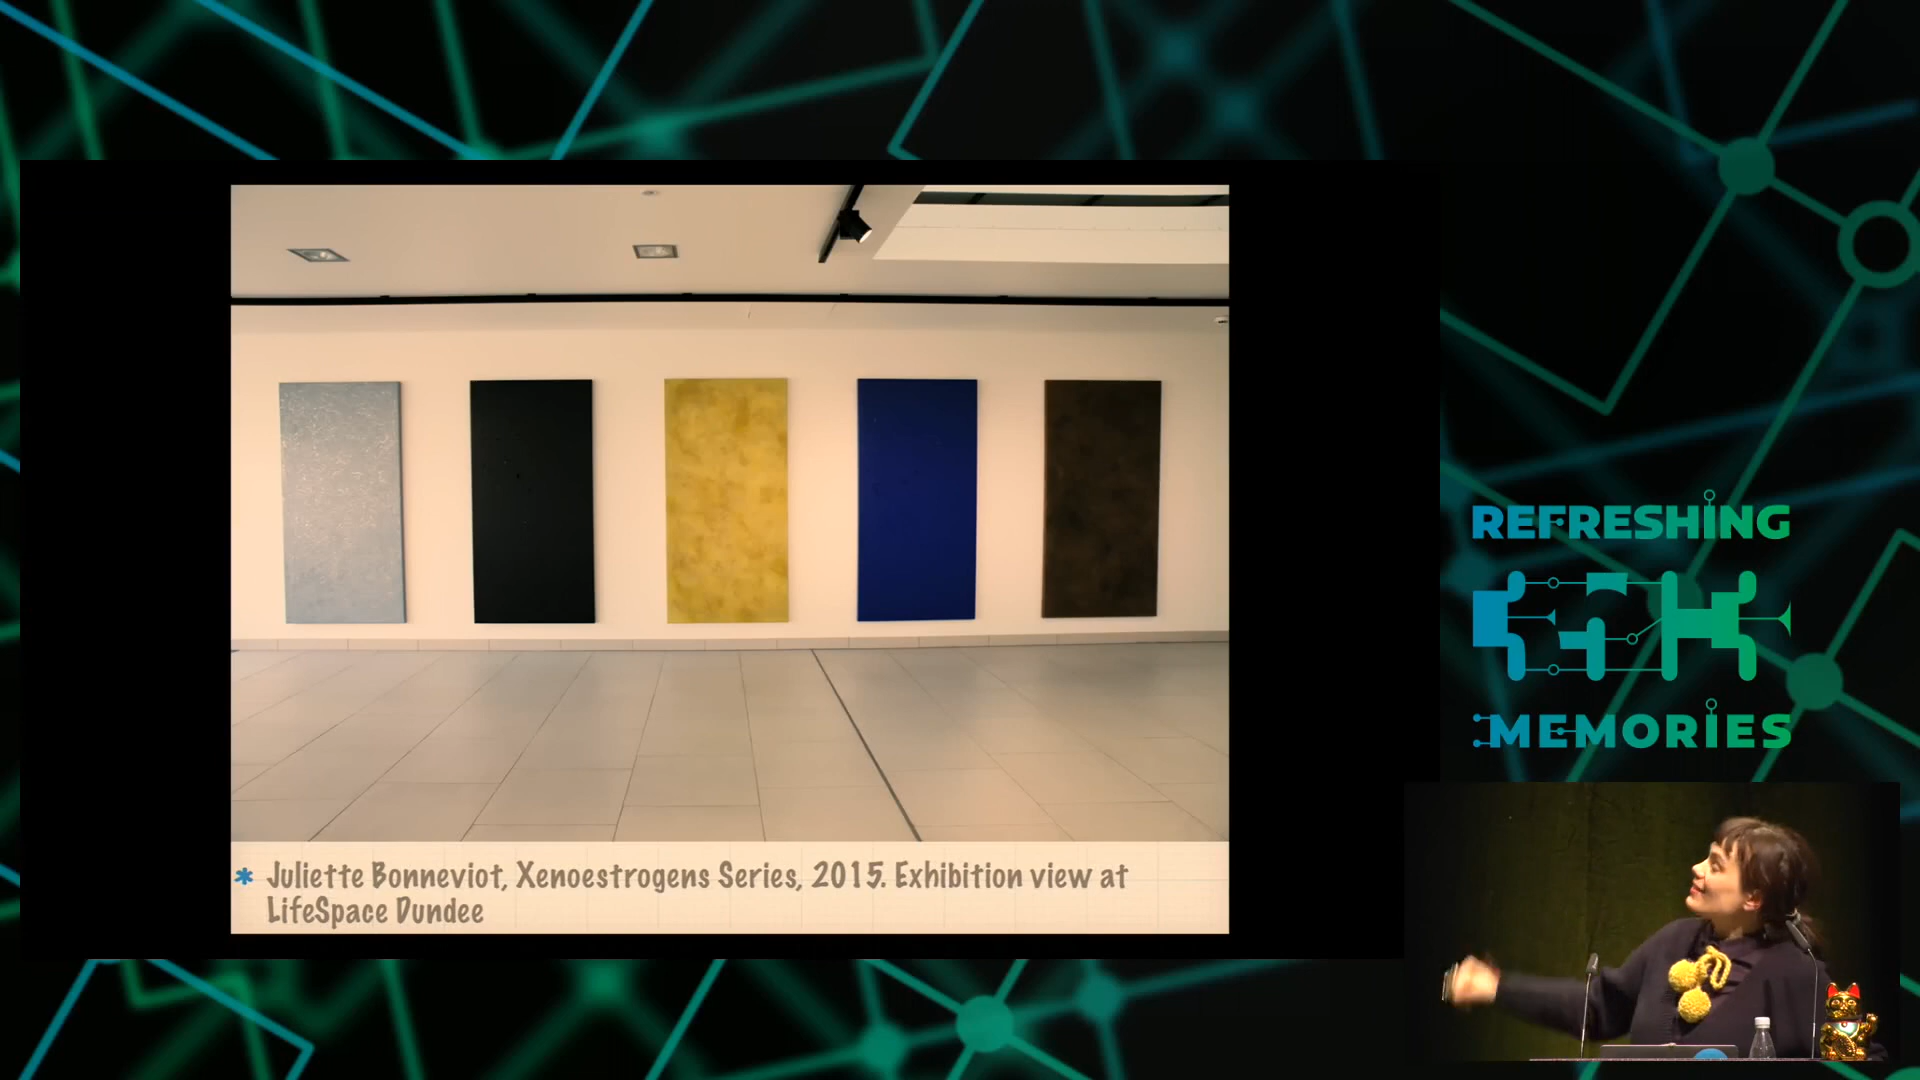 REFRESHING
MEMORIES
* Juliette Bonneviot, Xenoestrogens Series, 2015. Exhibition view at
LifeSpace Dundee